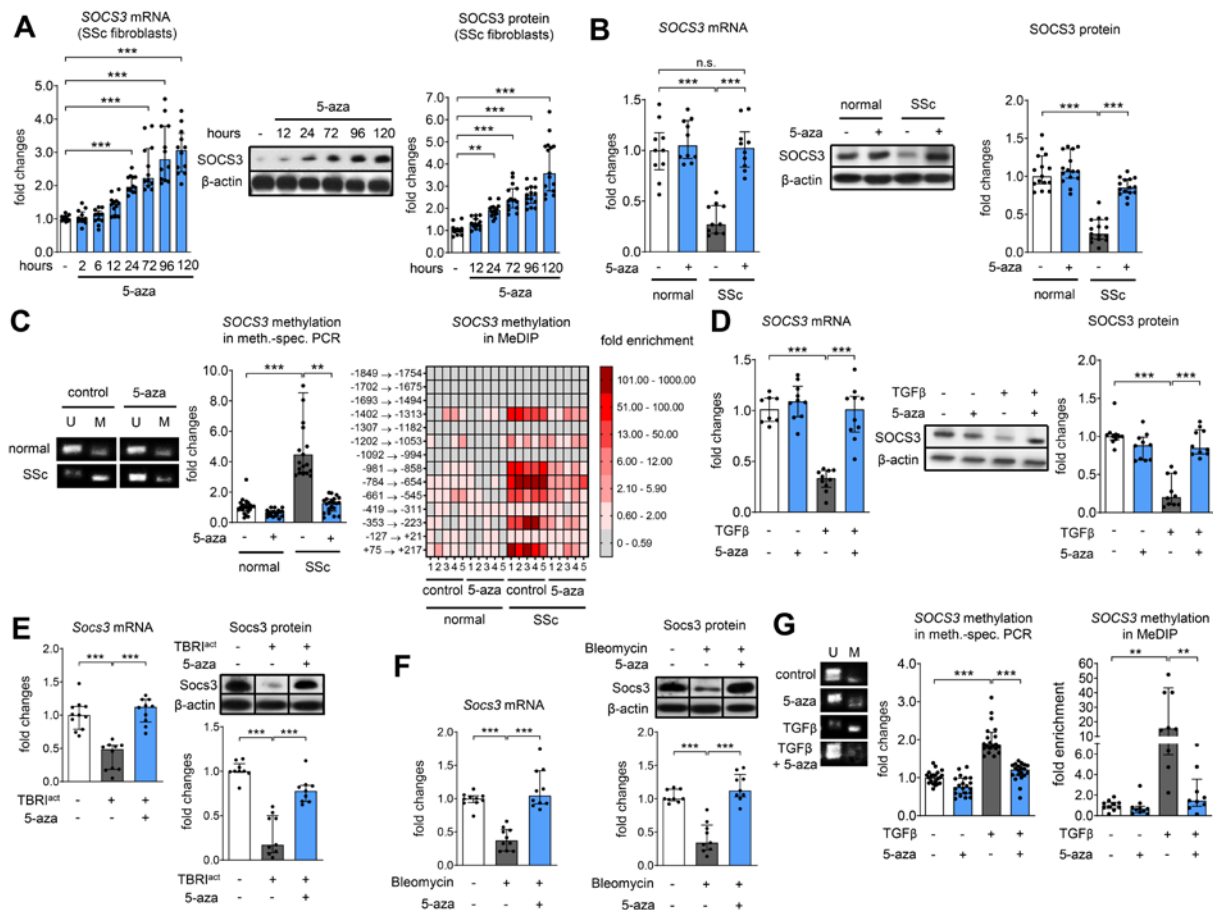 A
SOCS3 mRNA
(SSc fibroblasts)
***
***
***
***
fold changes
5.0
4.0
3.0
2.0
1.0
0.0
hours - 2 6 12 24 72 96 120
5-aza
5-aza
hours - 12 24 72 96 120
SOCS3
β-actin
SOCS3 protein
(SSc fibroblasts)
***
***
***
**
fold changes
7.0
6.0
5.0
4.0
3.0
2.0
1.0
0.0
hours - 12 24 72 96 120
5-aza
B
SOCS3 mRNA
n.s.
*** ***
fold changes
1.5
1.0
0.5
0.0
5-aza - + - +
normal SSc
normal SSc
5-aza - + - +
SOCS3
β-actin
SOCS3 protein
*** ***
fold changes
2.0
1.5
1.0
0.5
0.0
5-aza - + - +
normal SSc
C
control 5-aza
U M U M
normal
SSc
SOCS3 methylation
in meth.-spec. PCR
*** **
fold changes
10.0
8.0
6.0
4.0
2.0
0.0
5-aza - + - +
normal SSc
SOCS3 methylation
in MeDIP
-1849 → -1754
-1702 → -1675
-1693 → -1494
-1402 → -1313
-1307 → -1182
-1202 → -1053
-1092 → -994
-981 → -858
-784 → -654
-661 → -545
-419 → -311
-353 → -223
-127 → +21
+75 → +217
1 2 3 4 5 1 2 3 4 5 1 2 3 4 5 1 2 3 4 5
control 5-aza control 5-aza
normal SSc
fold enrichment
101.00 - 1000.00
51.00 - 100.00
13.00 - 50.00
6.00 - 12.00
2.10 - 5.90
0.60 - 2.00
0 - 0.59
D
SOCS3 mRNA
*** ***
fold changes
1.5
1.0
0.5
0.0
TGFβ - - + +
5-aza - + - +
TGFβ - - + +
5-aza - + - +
SOCS3
β-actin
SOCS3 protein
*** ***
fold changes
2.0
1.5
1.0
0.5
0.0
TGFβ - - + +
5-aza - + - +
E
Socs3 mRNA
*** ***
fold changes
2.0
1.5
1.0
0.5
0.0
TBRIact - + +
5-aza - - +
Socs3 protein
TBRIact - + +
5-aza - - +
Socs3
β-actin
*** ***
fold changes
1.5
1.0
0.5
0.0
TBRIact - + +
5-aza - - +
F
Socs3 mRNA
*** ***
fold changes
2.0
1.5
1.0
0.5
0.0
Bleomycin - + +
5-aza - - +
Socs3 protein
Bleomycin - + +
5-aza - - +
Socs3
β-actin
*** ***
fold changes
2.0
1.5
1.0
0.5
0.0
Bleomycin - + +
5-aza - - +
G
U M
control
5-aza
TGFβ
TGFβ
+ 5-aza
SOCS3 methylation
in meth.-spec. PCR
*** ***
fold changes
4.0
3.0
2.0
1.0
0.0
TGFβ - - + +
5-aza - + - +
SOCS3 methylation
in MeDIP
** **
fold enrichment
60
50
40
30
20
10
8.0
6.0
4.0
2.0
0.0
TGFβ - - + +
5-aza - + - +